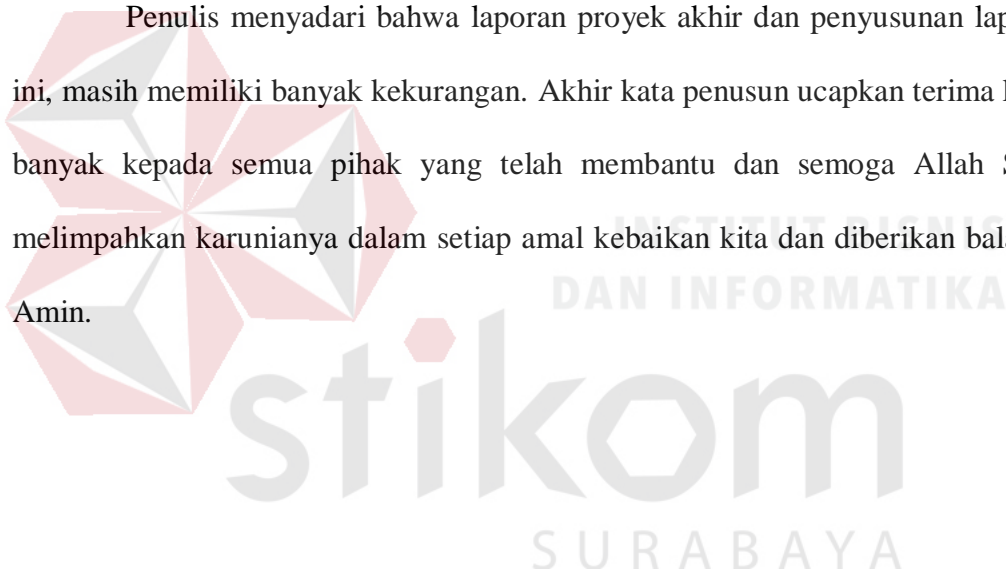 Penulis menyadari bahwa laporan proyek akhir dan penyusunan lap
ini, masih memiliki banyak kekurangan. Akhir kata penusun ucapkan terima
banyak kepada semua pihak yang telah membantu dan semoga Allah
melimpahkan karunianya dalam setiap amal kebaikan kita dan diberikan bala
Amin.
INSTITUT BISNIS
DAN INFORMATIKA
stikom
SURABAYA